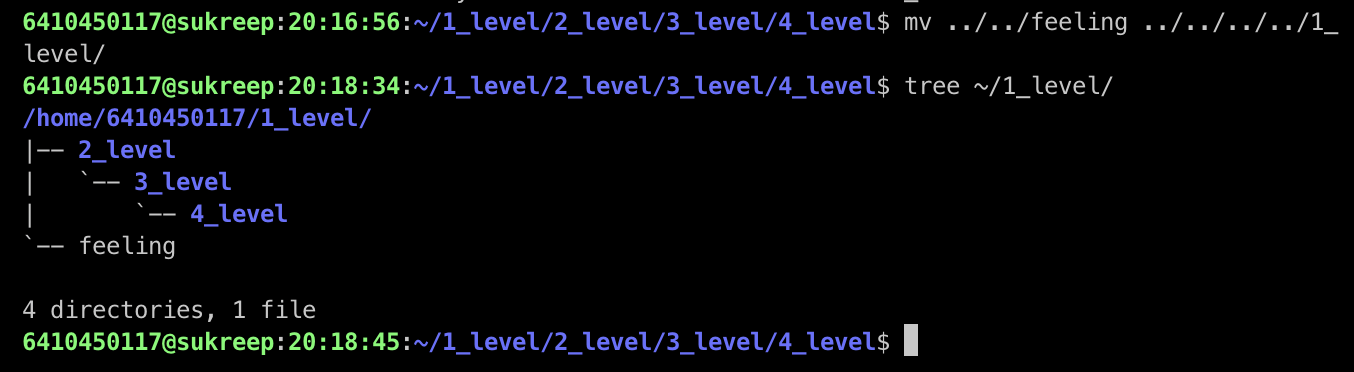 6410450117@sukreep:20:16:56:~/1_level/2_level/3_level/4_level$ mv ../../feeling ../../../../1_
level/
6410450117@sukreep:20:18:34:~/1_level/2_level/3_level/4_level$ tree ~/1_level/
/home/6410450117/1_level/
|-- 2_level
|   `-- 3_level
|       `-- 4_level
`-- feeling

4 directories, 1 file
6410450117@sukreep:20:18:45:~/1_level/2_level/3_level/4_level$